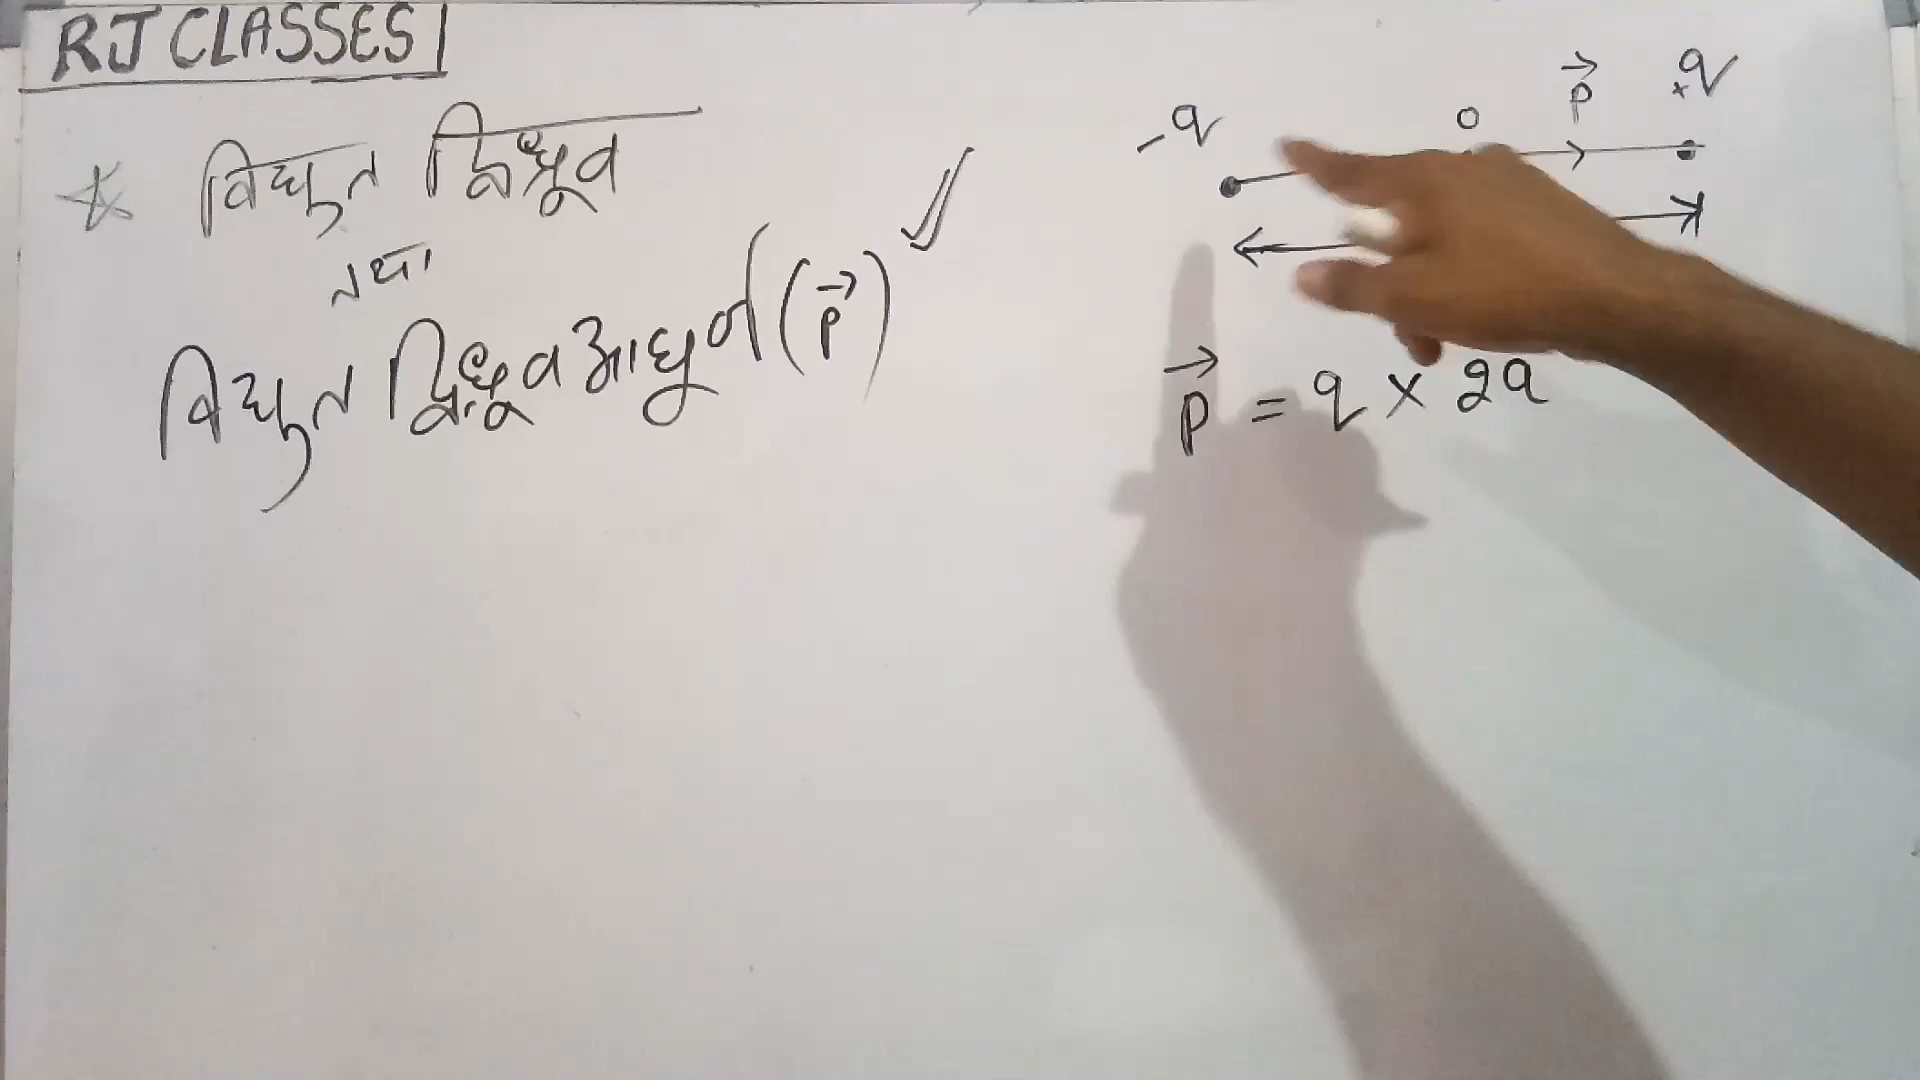 RJ CLASSES
विद्युत द्विध्रुव
तथा
विद्युत द्विध्रुव आघूर्ण (p→)
-q O p→ +q
p→ = q × 2a